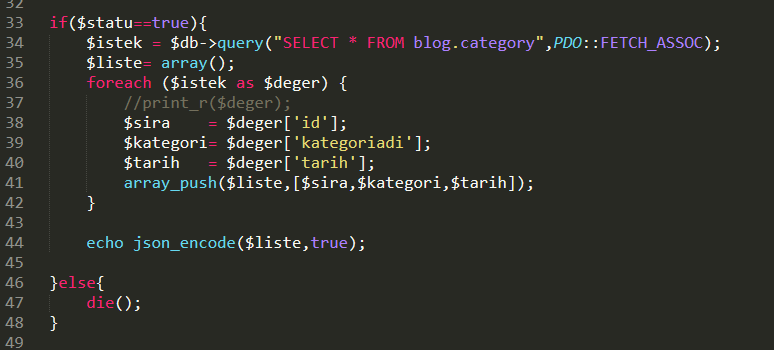 32
33 if($statu==true){
34 $istek = $db->query("SELECT * FROM blog.category",PDO::FETCH_ASSOC);
35 $liste= array();
36 foreach ($istek as $deger) {
37 //print_r($deger);
38 $sira    = $deger['id'];
39 $kategori= $deger['kategoriadi'];
40 $tarih   = $deger['tarih'];
41 array_push($liste,[$sira,$kategori,$tarih]);
42 }
43
44 echo json_encode($liste,true);
45
46 }else{
47 die();
48 }
49